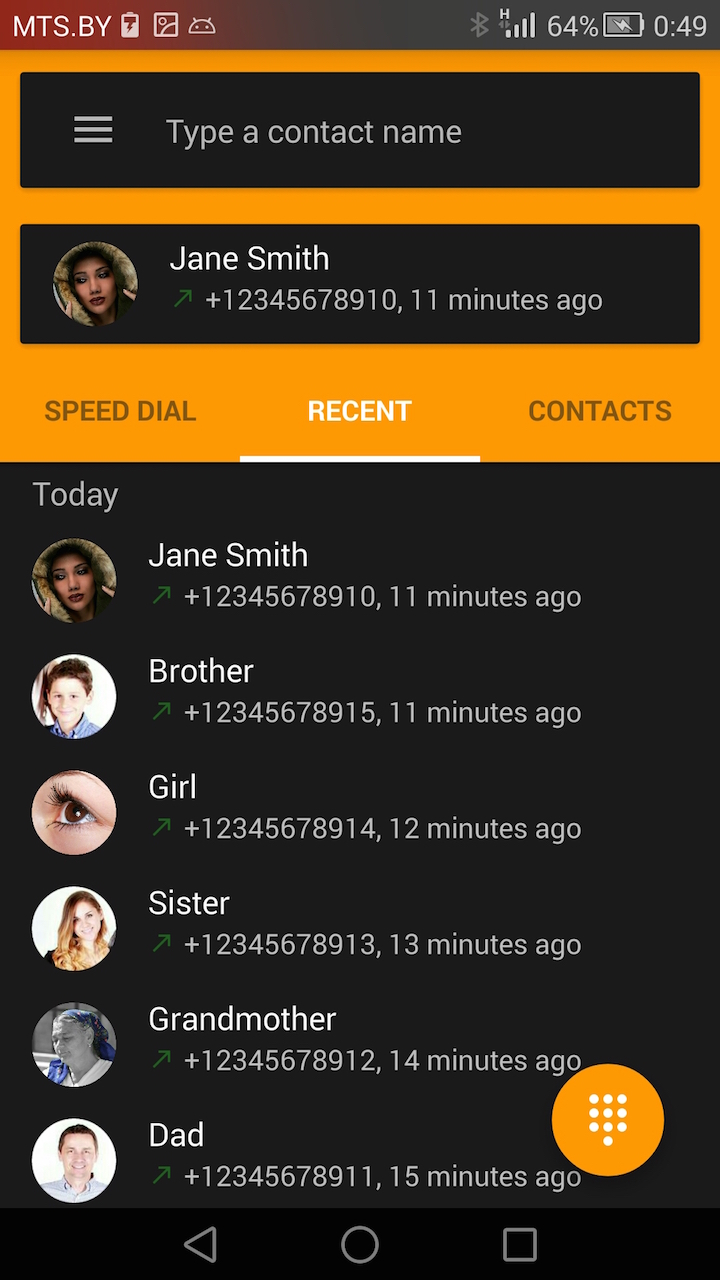 MTS.BY H 64% 0:49
Type a contact name
Jane Smith
+12345678910, 11 minutes ago
SPEED DIAL RECENT CONTACTS
Today
Jane Smith
+12345678910, 11 minutes ago
Brother
+12345678915, 11 minutes ago
Girl
+12345678914, 12 minutes ago
Sister
+12345678913, 13 minutes ago
Grandmother
+12345678912, 14 minutes ago
Dad
+12345678911, 15 minutes ago